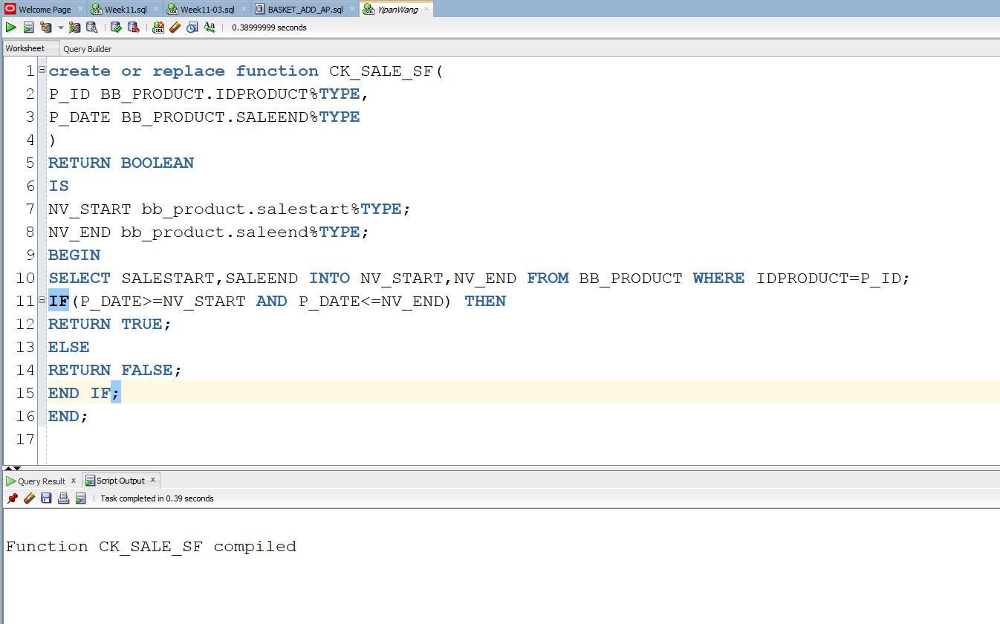 Welcome Page × Week11.sql × Week11-03.sql × BASKET_ADD_AP.sql × YipanWang ×
0.38999999 seconds
Worksheet Query Builder
1 create or replace function CK_SALE_SF(
2 P_ID BB_PRODUCT.IDPRODUCT%TYPE,
3 P_DATE BB_PRODUCT.SALEEND%TYPE
4 )
5 RETURN BOOLEAN
6 IS
7 NV_START bb_product.salestart%TYPE;
8 NV_END bb_product.saleend%TYPE;
9 BEGIN
10 SELECT SALESTART,SALEEND INTO NV_START,NV_END FROM BB_PRODUCT WHERE IDPRODUCT=P_ID;
11 IF(P_DATE>=NV_START AND P_DATE<=NV_END) THEN
12 RETURN TRUE;
13 ELSE
14 RETURN FALSE;
15 END IF;
16 END;
17
Query Result × Script Output ×
Task completed in 0.39 seconds
Function CK_SALE_SF compiled